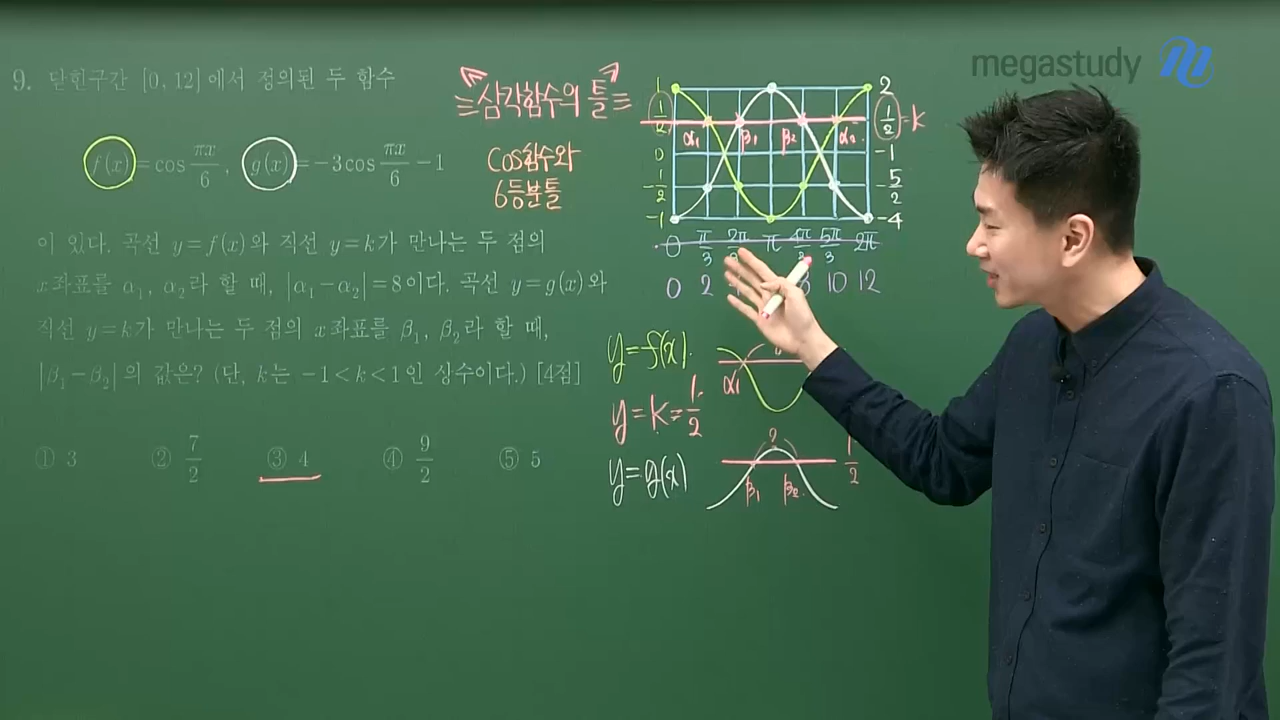 megastudy
9. 닫힌구간 [0, 12]에서 정의된 두 함수
f(x)=cos πx/6, g(x)=−3cos πx/6 −1
이 있다. 곡선 y=f(x)와 직선 y=k가 만나는 두 점의
x좌표를 α₁, α₂라 할 때, |α₁−α₂|=8이다. 곡선 y=g(x)와
직선 y=k가 만나는 두 점의 x좌표를 β₁, β₂라 할 때,
|β₁−β₂|의 값은? (단, k는 −1<k<1인 상수이다.) [4점]
① 3 ② 7/2 ③ 4 ④ 9/2 ⑤ 5
삼각함수의 틀
cos함수와
6등분틀
1 2
1/2 1/2=k
α₁ β₁ β₂ α₂
0 −1
−1/2 −5/2
−1 −4
0 π/3 2π/3 π 4π/3 5π/3 2π
0 2 8 10 12
y=f(x)
α₁
y=k=1/2
y=g(x)
β₁ β₂ 1/2